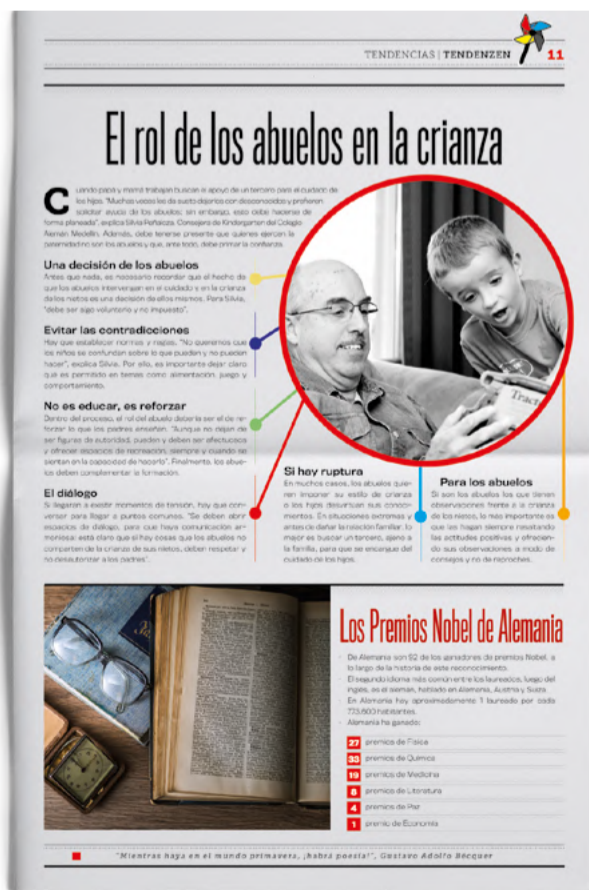 TENDENCIAS | TENDENZEN 11
El rol de los abuelos en la crianza
Cuando papá y mamá trabajan buscan el apoyo de un tercero para el cuidado de
los hijos. "Muchas veces les da susto dejarlos con desconocidos y prefieren
solicitar ayuda de los abuelos; sin embargo, esto debe hacerse de
forma planeada", explica Silvia Peñaloza, Consejera de Kindergarten del Colegio
Alemán Medellín. Además, debe tenerse presente que quienes ejercen la
paternidad no son los abuelos y que, ante todo, debe primar la confianza.
Una decisión de los abuelos
Antes que nada, es necesario recordar que el hecho de
que los abuelos intervengan en el cuidado y en la crianza
de los nietos es una decisión de ellos mismos. Para Silvia,
"debe ser algo voluntario y no impuesto".
Evitar las contradicciones
Hay que establecer normas y reglas. "No queremos que
los niños se confundan sobre lo que pueden y no pueden
hacer", explica Silvia. Por ello, es importante dejar claro
que es permitido en temas como alimentación, juego y
comportamiento.
No es educar, es reforzar
Dentro del proceso, el rol del abuelo debería ser el de re-
forzar lo que los padres enseñan. "Aunque no dejan de
ser figuras de autoridad, pueden y deben ser afectuosos
y ofrecer espacios de recreación, siempre y cuando se
sientan en la capacidad de hacerlo". Finalmente, los abue-
los deben complementar la formación.
El diálogo
Si llegaran a existir momentos de tensión, hay que con-
versar para llegar a puntos comunes. "Se deben abrir
espacios de diálogo, para que haya comunicación ar-
moniosa; está claro que si hay cosas que los abuelos no
comparten de la crianza de sus nietos, deben respetar y
no desautorizar a los padres".
Si hay ruptura
En muchos casos, los abuelos quie-
ren imponer su estilo de crianza
o los hijos desvirtúan sus conoci-
mientos. En situaciones extremas y
antes de dañar la relación familiar, lo
mejor es buscar un tercero, ajeno a
la familia, para que se encargue del
cuidado de los hijos.
Para los abuelos
Si son los abuelos los que tienen
observaciones frente a la crianza
de los nietos, lo más importante es
que las hagan siempre resaltando
las actitudes positivas y ofrecien-
do sus observaciones a modo de
consejos y no de reproches.
Tract
Los Premios Nobel de Alemania
De Alemania son 92 de los ganadores de premios Nobel, a
lo largo de la historia de este reconocimiento.
El segundo idioma más común entre los laureados, luego del
inglés, es el alemán, hablado en Alemania, Austria y Suiza.
En Alemania hay aproximadamente 1 laureado por cada
773.600 habitantes.
Alemania ha ganado:
27 premios de Física
33 premios de Química
19 premios de Medicina
8 premios de Literatura
4 premios de Paz
1 premio de Economía
"Mientras haya en el mundo primavera, ¡habrá poesía!", Gustavo Adolfo Bécquer